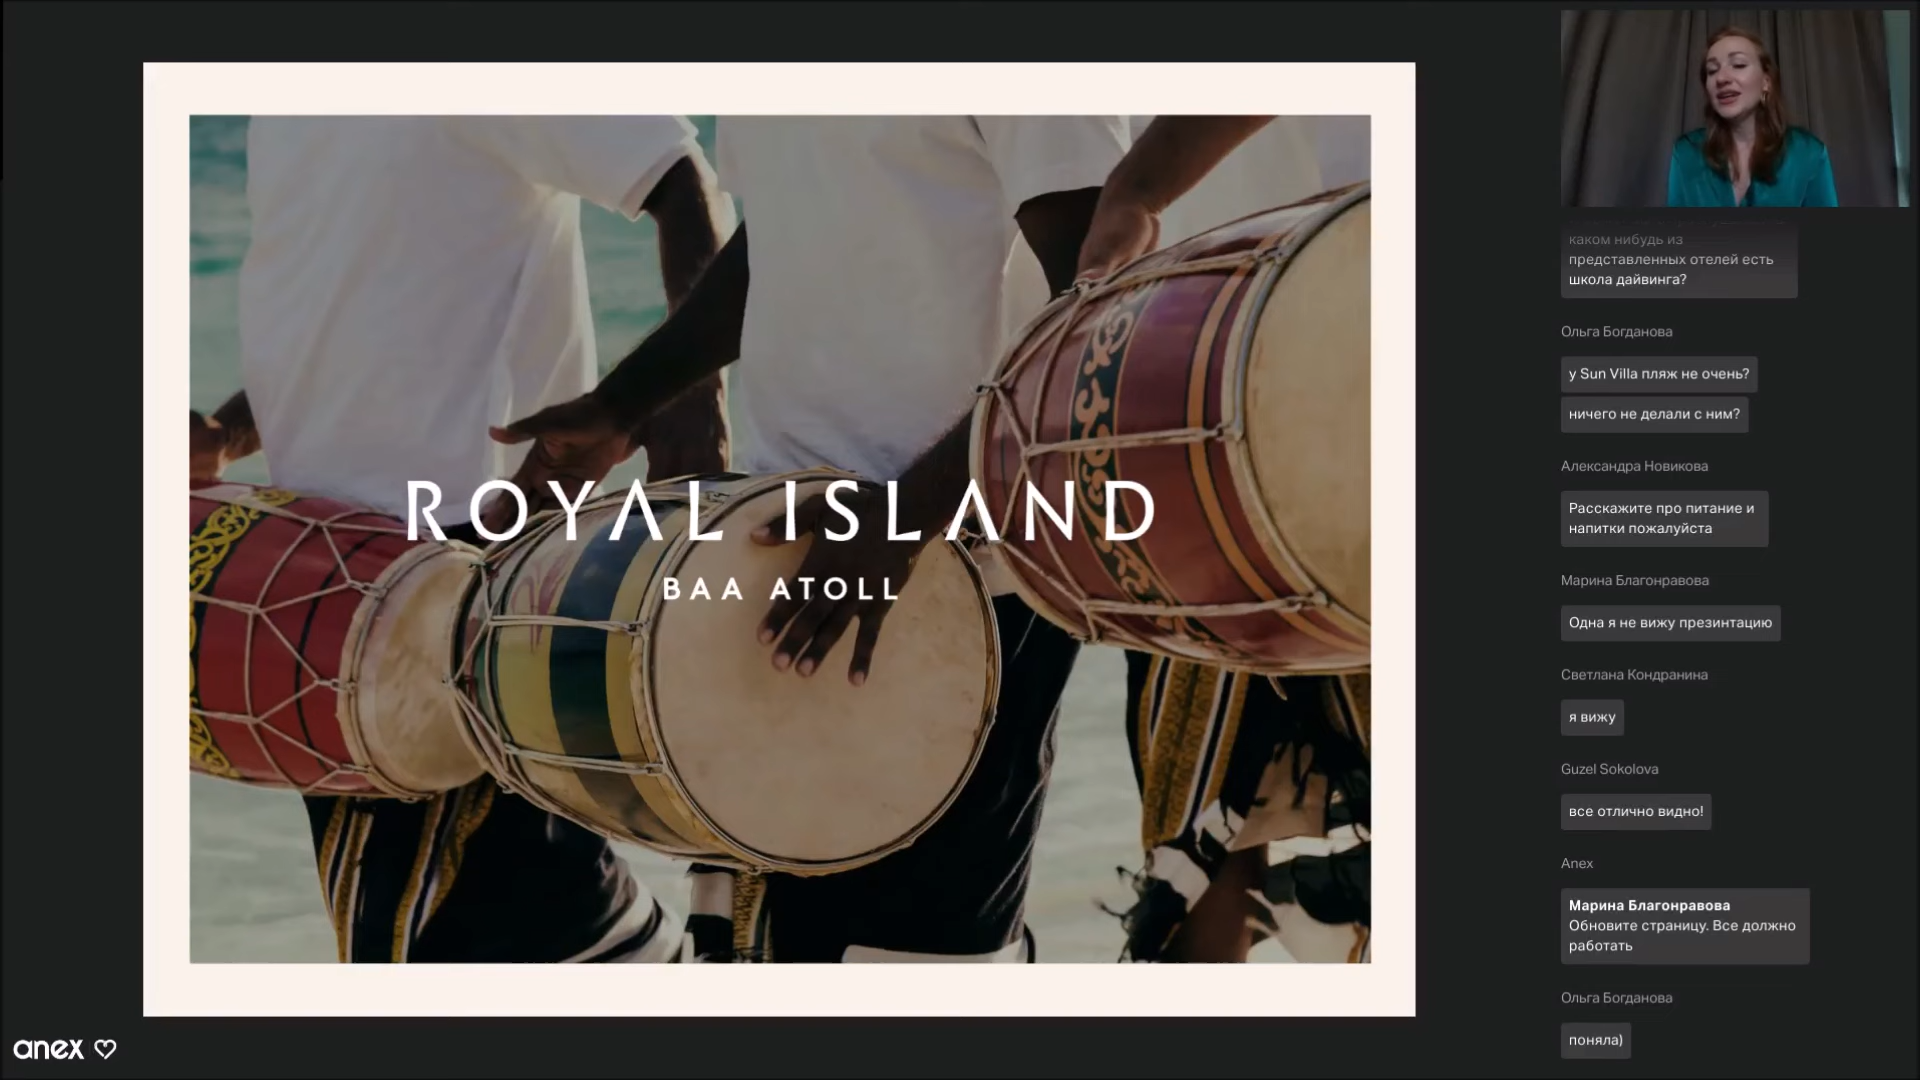 ROYAL ISLAND
BAA ATOLL
каком нибудь из
представленных отелей есть
школа дайвинга?
Ольга Богданова
у Sun Villa пляж не очень?
ничего не делали с ним?
Александра Новикова
Расскажите про питание и
напитки пожалуйста
Марина Благонравова
Одна я не вижу презинтацию
Светлана Кондранина
я вижу
Guzel Sokolova
все отлично видно!
Anex
Марина Благонравова
Обновите страницу. Все должно
работать
Ольга Богданова
поняла)
anex